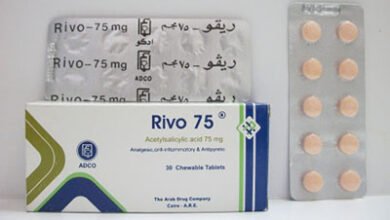 Rivo-75 mg
ريفو-٧٥ مجم
ADCO
Rivo-75 mg
ريفو-٧٥ مجم
Rivo 75®
Acetylsalicylic acid 75 mg
Analgesic, anti-inflammatory & Antipyretic
30 Chewable Tablets
ADCO
The Arab Drug Company
Cairo - A.R.E.